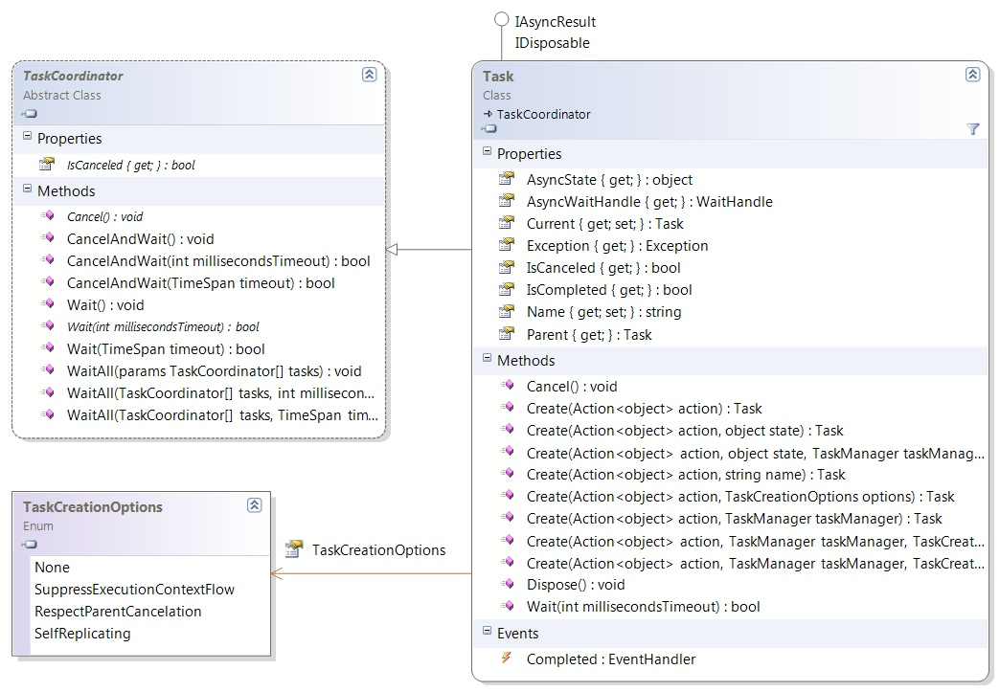 IAsyncResult
IDisposable
TaskCoordinator
Abstract Class
Properties
IsCanceled { get; } : bool
Methods
Cancel() : void
CancelAndWait() : void
CancelAndWait(int millisecondsTimeout) : bool
CancelAndWait(TimeSpan timeout) : bool
Wait() : void
Wait(int millisecondsTimeout) : bool
Wait(TimeSpan timeout) : bool
WaitAll(params TaskCoordinator[] tasks) : void
WaitAll(TaskCoordinator[] tasks, int millisecon...
WaitAll(TaskCoordinator[] tasks, TimeSpan tim...
Task
Class
TaskCoordinator
Properties
AsyncState { get; } : object
AsyncWaitHandle { get; } : WaitHandle
Current { get; set; } : Task
Exception { get; } : Exception
IsCanceled { get; } : bool
IsCompleted { get; } : bool
Name { get; set; } : string
Parent { get; } : Task
Methods
Cancel() : void
Create(Action<object> action) : Task
Create(Action<object> action, object state) : Task
Create(Action<object> action, object state, TaskManager taskManag...
Create(Action<object> action, string name) : Task
Create(Action<object> action, TaskCreationOptions options) : Task
Create(Action<object> action, TaskManager taskManager) : Task
Create(Action<object> action, TaskManager taskManager, TaskCreat...
Create(Action<object> action, TaskManager taskManager, TaskCreat...
Dispose() : void
Wait(int millisecondsTimeout) : bool
Events
Completed : EventHandler
TaskCreationOptions
Enum
None
SuppressExecutionContextFlow
RespectParentCancelation
SelfReplicating
TaskCreationOptions